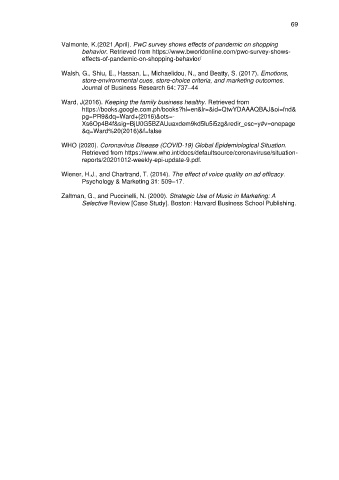 69
Valmonte, K.(2021,April). PwC survey shows effects of pandemic on shopping
behavior. Retrieved from https://www.bworldonline.com/pwc-survey-shows-
effects-of-pandemic-on-shopping-behavior/
Walsh, G., Shiu, E., Hassan, L., Michaelidou, N., and Beatty, S. (2017). Emotions,
store-environmental cues, store-choice criteria, and marketing outcomes.
Journal of Business Research 64: 737–44
Ward, J(2016). Keeping the family business healthy. Retrieved from
https://books.google.com.ph/books?hl=en&lr=&id=QtwYDAAAQBAJ&oi=fnd&
pg=PR9&dq=Ward+(2016)&ots=-
&q=Ward%20(2016)&f=false
WHO (2020). Coronavirus Disease (COVID-19) Global Epidemiological Situation.
Retrieved from https://www.who.int/docs/defaultsource/coronaviruse/situation-
reports/20201012-weekly-epi-update-9.pdf.
Wiener, H.J., and Chartrand, T. (2014). The effect of voice quality on ad efficacy.
Psychology & Marketing 31: 509–17.
Zaltman, G., and Puccinelli, N. (2000). Strategic Use of Music in Marketing: A
Selective Review [Case Study]. Boston: Harvard Business School Publishing.